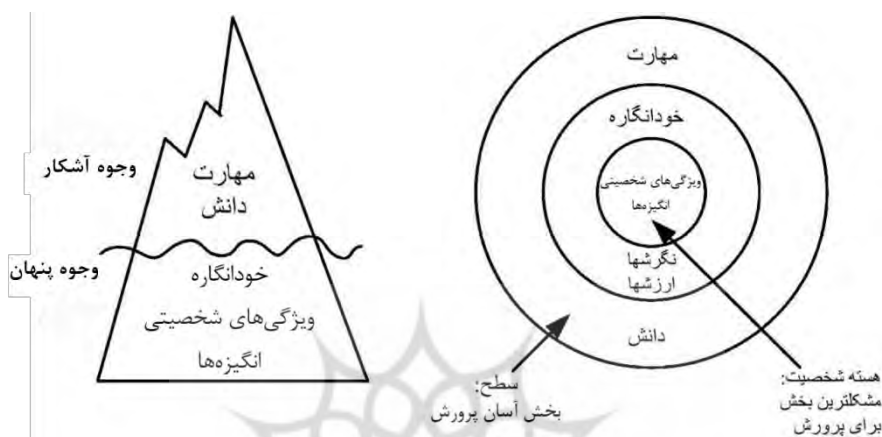 وجوه آشکار
مهارت
دانش
وجوه پنهان
خودانگاره
ویژگی‌های شخصیتی
انگیزه‌ها
مهارت
خودانگاره
ویژگی‌های شخصیتی
انگیزه‌ها
نگرشها
ارزشها
دانش
سطح:
بخش آسان پرورش
هسته شخصیت:
مشکلترین بخش
برای پرورش